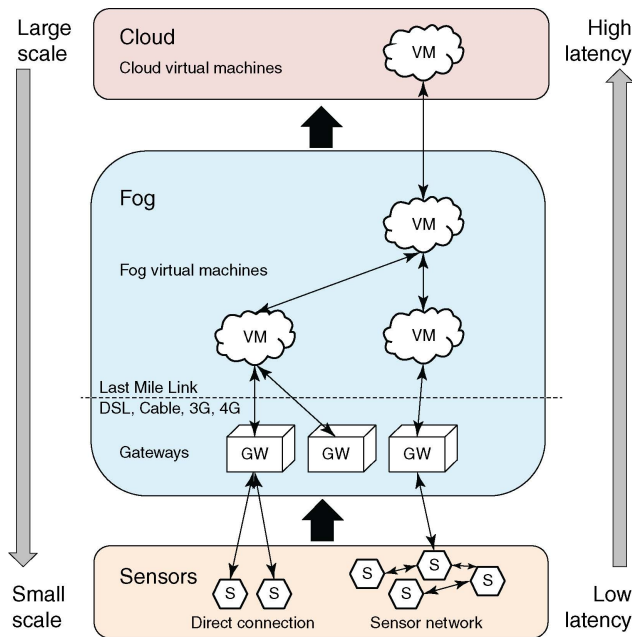 Large
scale
High
latency
Cloud
Cloud virtual machines
VM
Fog
VM
Fog virtual machines
VM
VM
Last Mile Link
DSL, Cable, 3G, 4G
Gateways
GW
GW
GW
Sensors
S
S
S
S
S
S
Direct connection
Sensor network
Small
scale
Low
latency